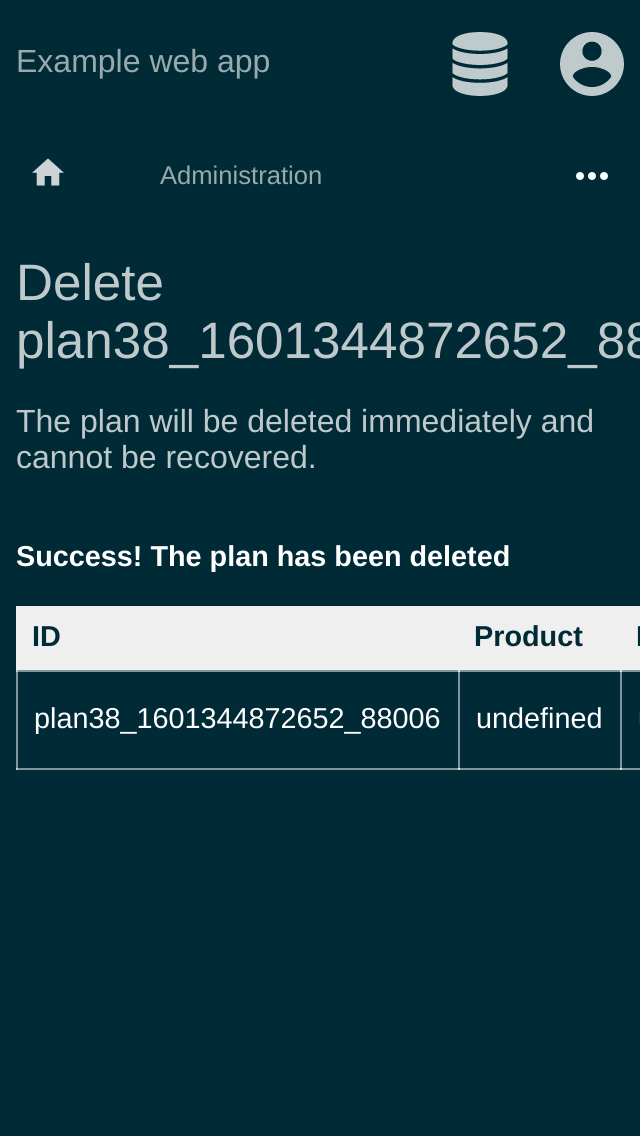 Example web app
Administration
Delete
plan38_1601344872652_88
The plan will be deleted immediately and
cannot be recovered.
Success! The plan has been deleted
ID Product
plan38_1601344872652_88006 undefined